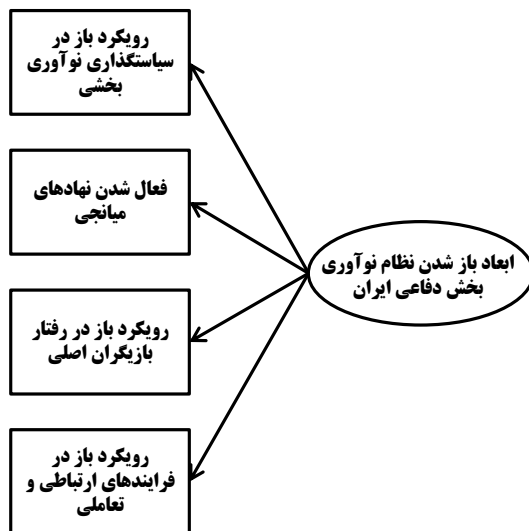 رویکرد باز در
سیاستگذاری نوآوری
بخشی
فعال شدن نهادهای
میانجی
ابعاد باز شدن نظام نوآوری
بخش دفاعی ایران
رویکرد باز در رفتار
بازیگران اصلی
رویکرد باز در
فرایندهای ارتباطی و
تعاملی